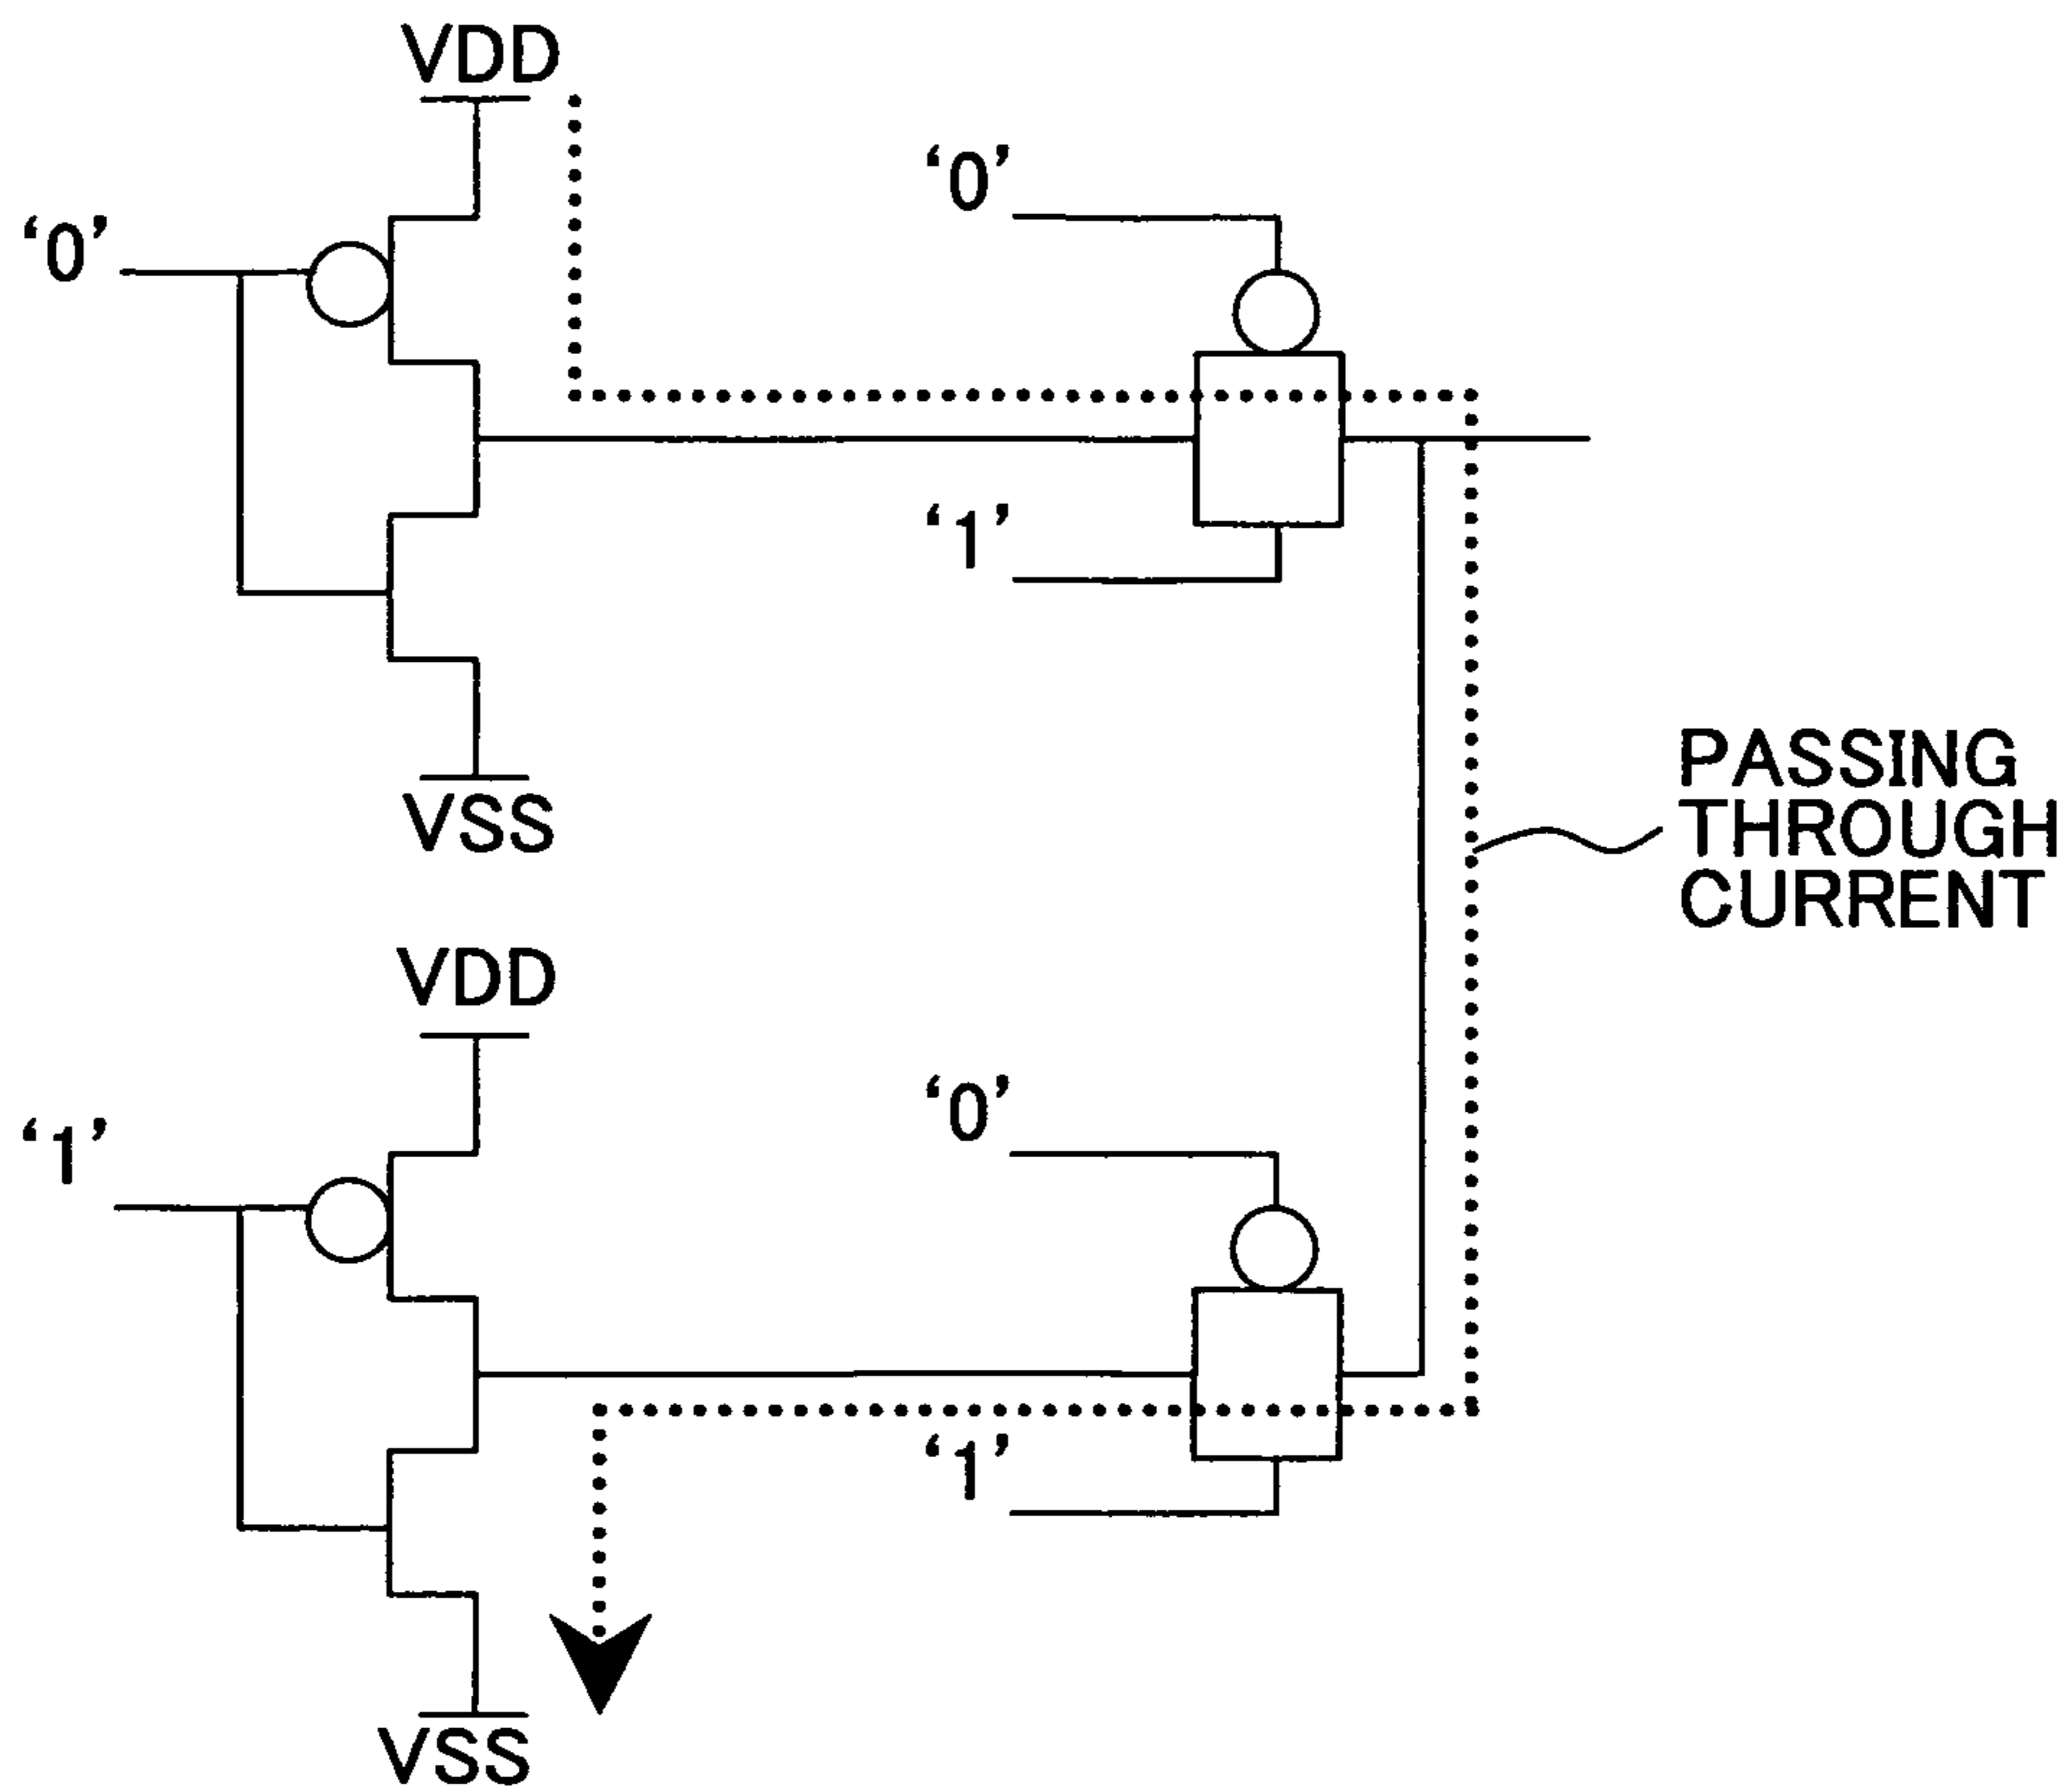 VDD
‘0’
‘0’
‘1’
VSS
PASSING
THROUGH
CURRENT
VDD
‘0’
‘1’
‘1’
VSS